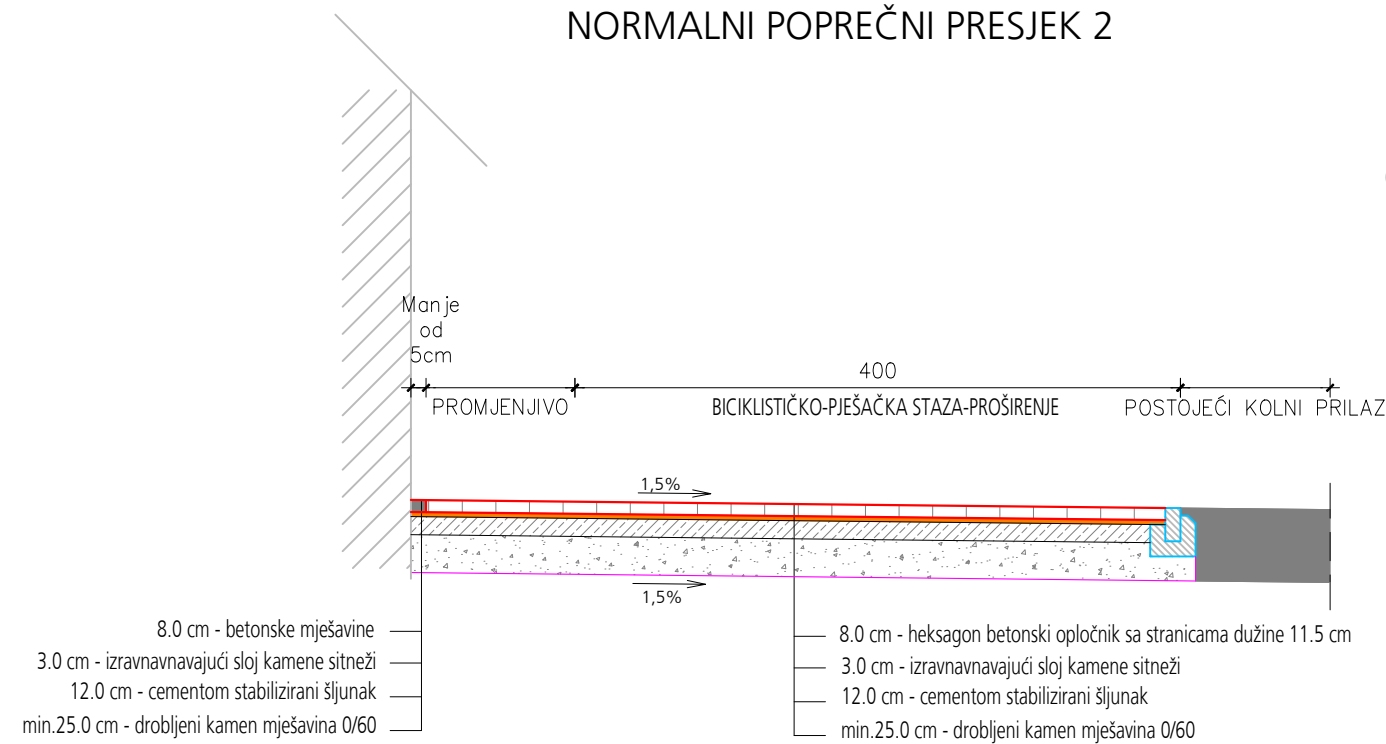 NORMALNI POPREČNI PRESJEK 2
Manje
od
5cm
400
PROMJENJIVO
BICIKLISTIČKO-PJEŠAČKA STAZA-PROŠIRENJE
POSTOJEĆI KOLNI PRILAZ
1,5%
1,5%
8.0 cm - betonske mješavine
3.0 cm - izravnavnavajući sloj kamene sitneži
12.0 cm - cementom stabilizirani šljunak
min.25.0 cm - drobljeni kamen mješavina 0/60
8.0 cm - heksagon betonski opločnik sa stranicama dužine 11.5 cm
3.0 cm - izravnavnavajući sloj kamene sitneži
12.0 cm - cementom stabilizirani šljunak
min.25.0 cm - drobljeni kamen mješavina 0/60